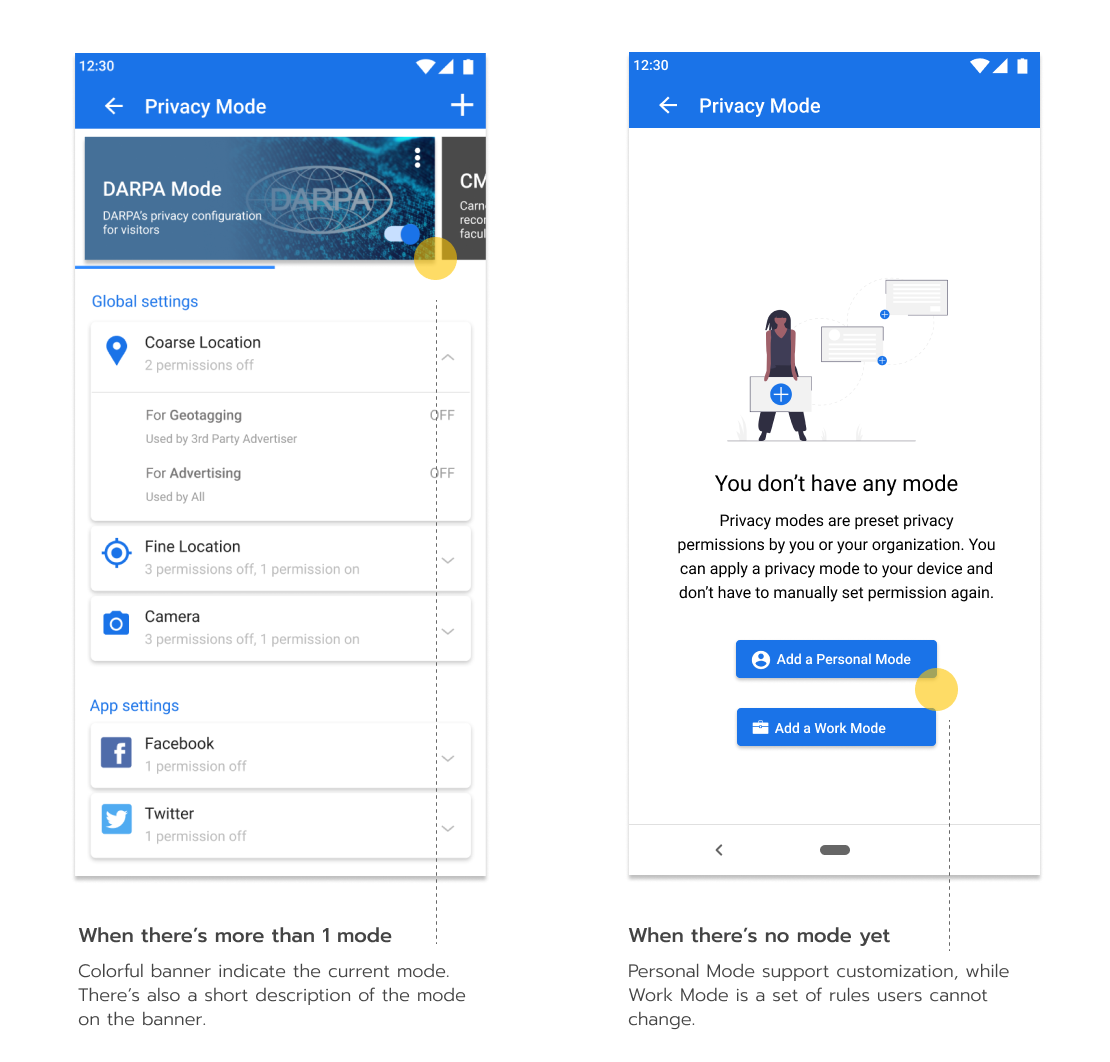 12:30
Privacy Mode
DARPA Mode
DARPA's privacy configuration
for visitors
DARPA
CM
Carn
recor
facul
Global settings
Coarse Location
2 permissions off
For Geotagging
OFF
Used by 3rd Party Advertiser
For Advertising
OFF
Used by All
Fine Location
3 permissions off, 1 permission on
Camera
3 permissions off, 1 permission on
App settings
Facebook
1 permission off
Twitter
1 permission off
When there's more than 1 mode
Colorful banner indicate the current mode.
There's also a short description of the mode
on the banner.
12:30
Privacy Mode
You don't have any mode
Privacy modes are preset privacy
permissions by you or your organization. You
can apply a privacy mode to your device and
don't have to manually set permission again.
Add a Personal Mode
Add a Work Mode
When there's no mode yet
Personal Mode support customization, while
Work Mode is a set of rules users cannot
change.